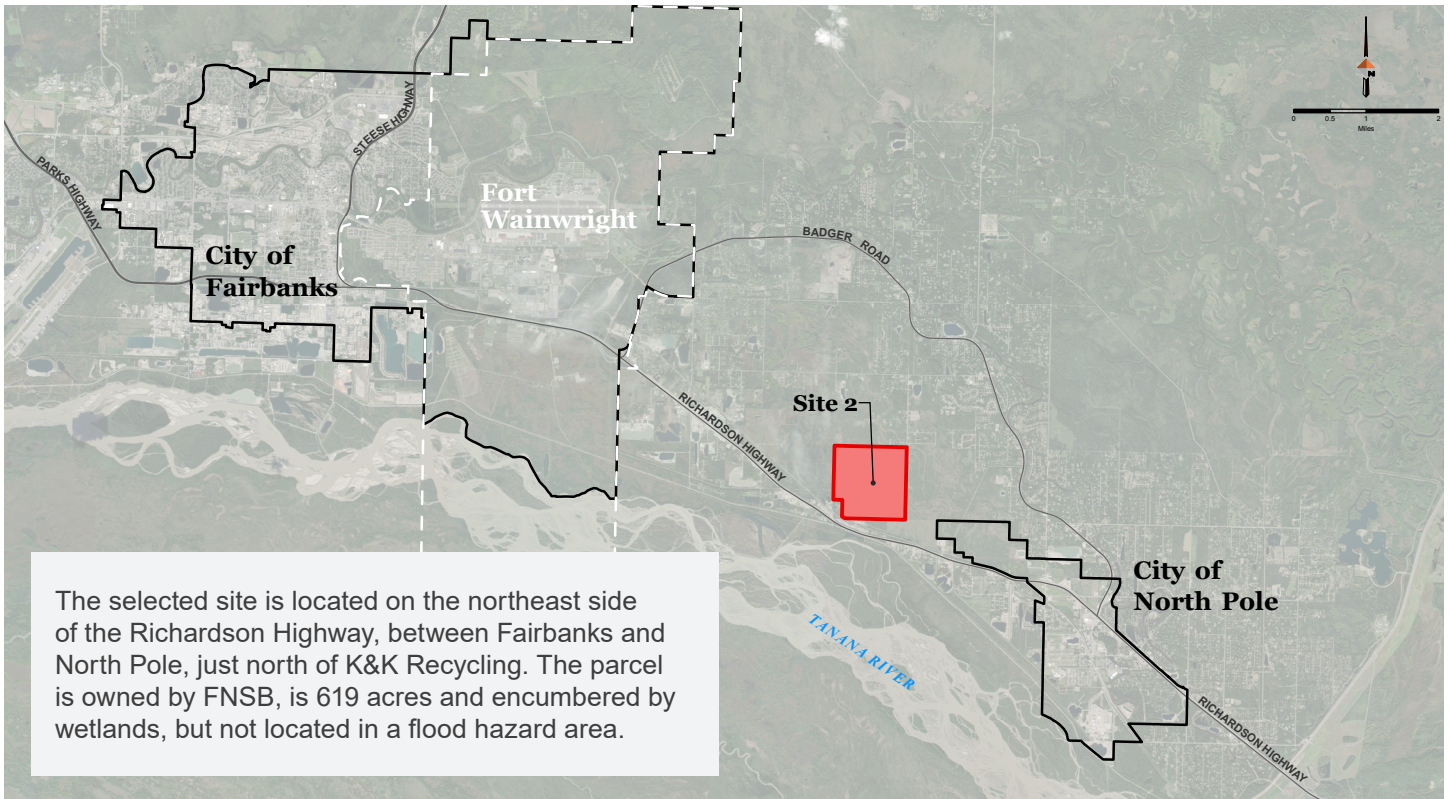 N
0 0.5 1 2
Miles
STEESE HIGHWAY
PARKS HIGHWAY
Fort
Wainwright
City of
Fairbanks
BADGER ROAD
RICHARDSON HIGHWAY
Site 2
City of
North Pole
TANANA RIVER
RICHARDSON HIGHWAY
The selected site is located on the northeast side
of the Richardson Highway, between Fairbanks and
North Pole, just north of K&K Recycling. The parcel
is owned by FNSB, is 619 acres and encumbered by
wetlands, but not located in a flood hazard area.